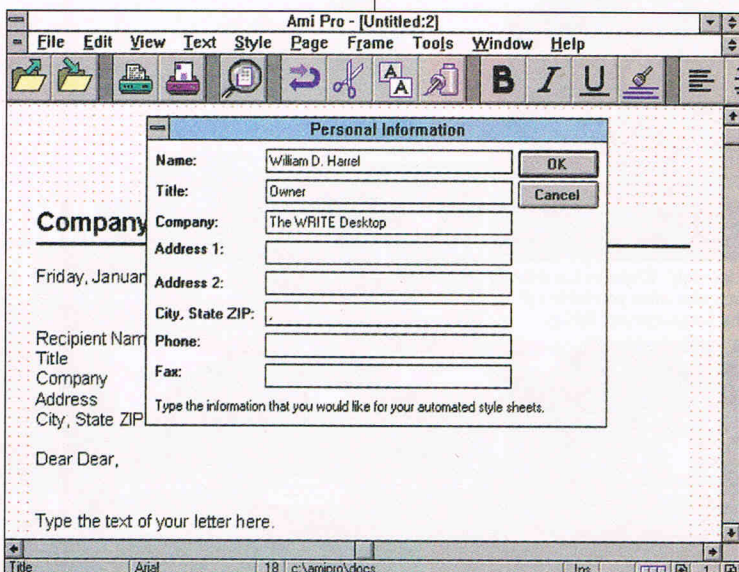 Ami Pro - [Untitled:2]
File Edit View Text Style Page Frame Tools Window Help
A A B I U
Personal Information
Name: William D. Harrel OK
Title: Owner Cancel
Company: The WRITE Desktop
Address 1:
Address 2:
City, State ZIP: ,
Phone:
Fax:
Type the information that you would like for your automated style sheets.
Company
Friday, Januar
Recipient Nam
Title
Company
Address
City, State ZIP
Dear Dear,
Type the text of your letter here.
Title Arial 18 c:\amipro\docs Ins 1